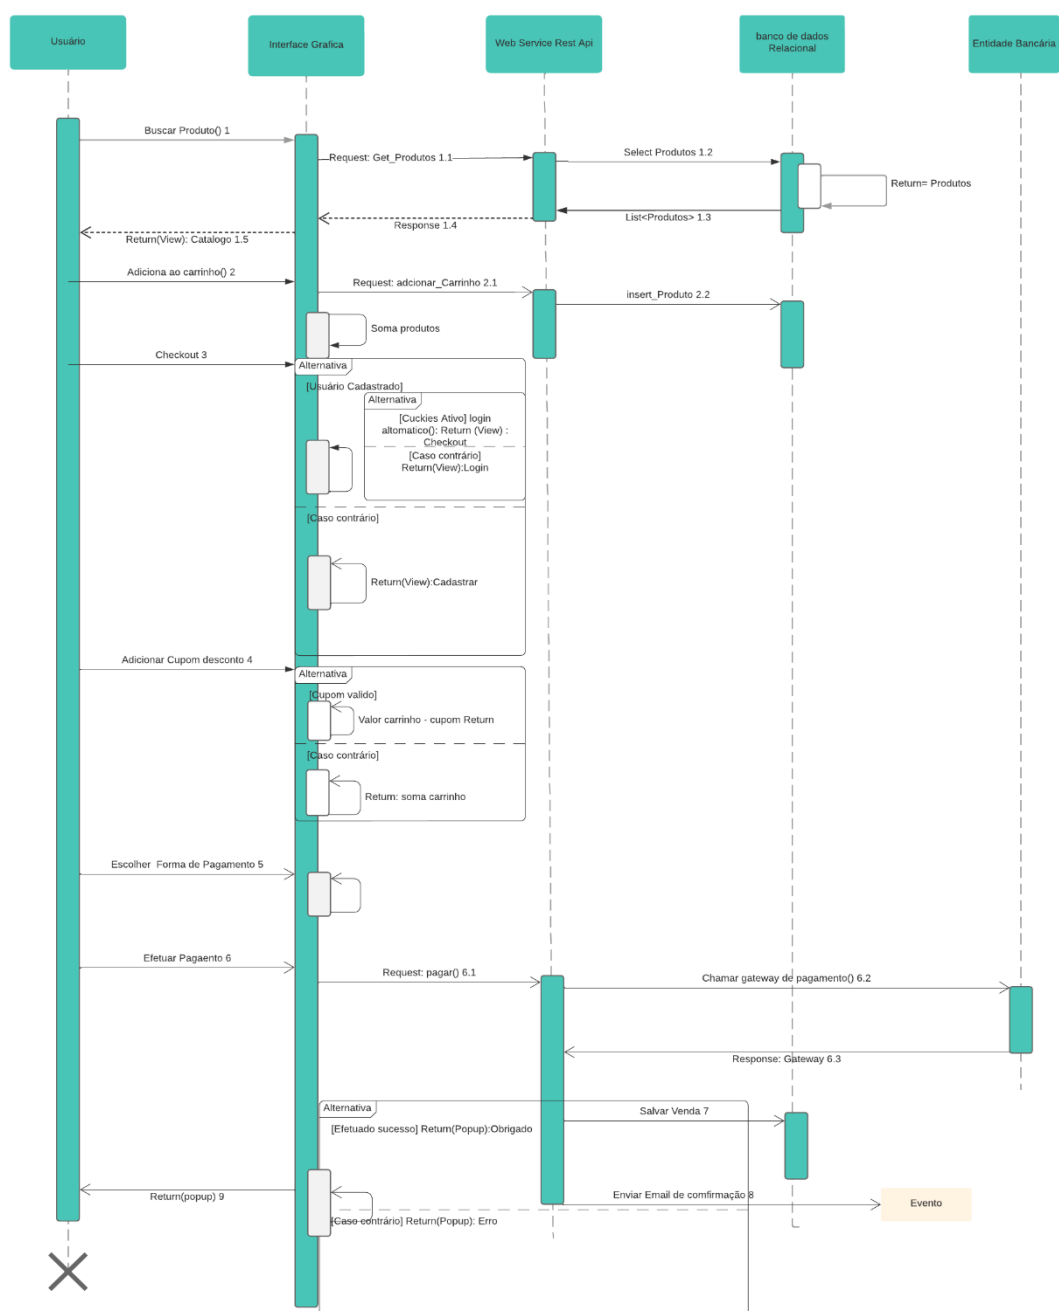 Usuário
Interface Grafica
Web Service Rest Api
banco de dados
Relacional
Entidade Bancária
Buscar Produto() 1
Request: Get_Produtos 1.1
Select Produtos 1.2
Return= Produtos
List<Produtos> 1.3
Response 1.4
Return(View): Catalogo 1.5
Adiciona ao carrinho() 2
Request: adcionar_Carrinho 2.1
insert_Produto 2.2
Soma produtos
Checkout 3
Alternativa
[Usuário Cadastrado]
Alternativa
[Cuckies Ativo] login
altomatico(): Return (View) :
Checkout
[Caso contrário]
Return(View):Login
[Caso contrário]
Return(View):Cadastrar
Adicionar Cupom desconto 4
Alternativa
[Cupom valido]
Valor carrinho - cupom Return
[Caso contrário]
Return: soma carrinho
Escolher Forma de Pagamento 5
Efetuar Pagaento 6
Request: pagar() 6.1
Chamar gateway de pagamento() 6.2
Response: Gateway 6.3
Alternativa
Salvar Venda 7
[Efetuado sucesso] Return(Popup):Obrigado
Return(popup) 9
Enviar Email de comfirmação 8
Evento
[Caso contrário] Return(Popup): Erro